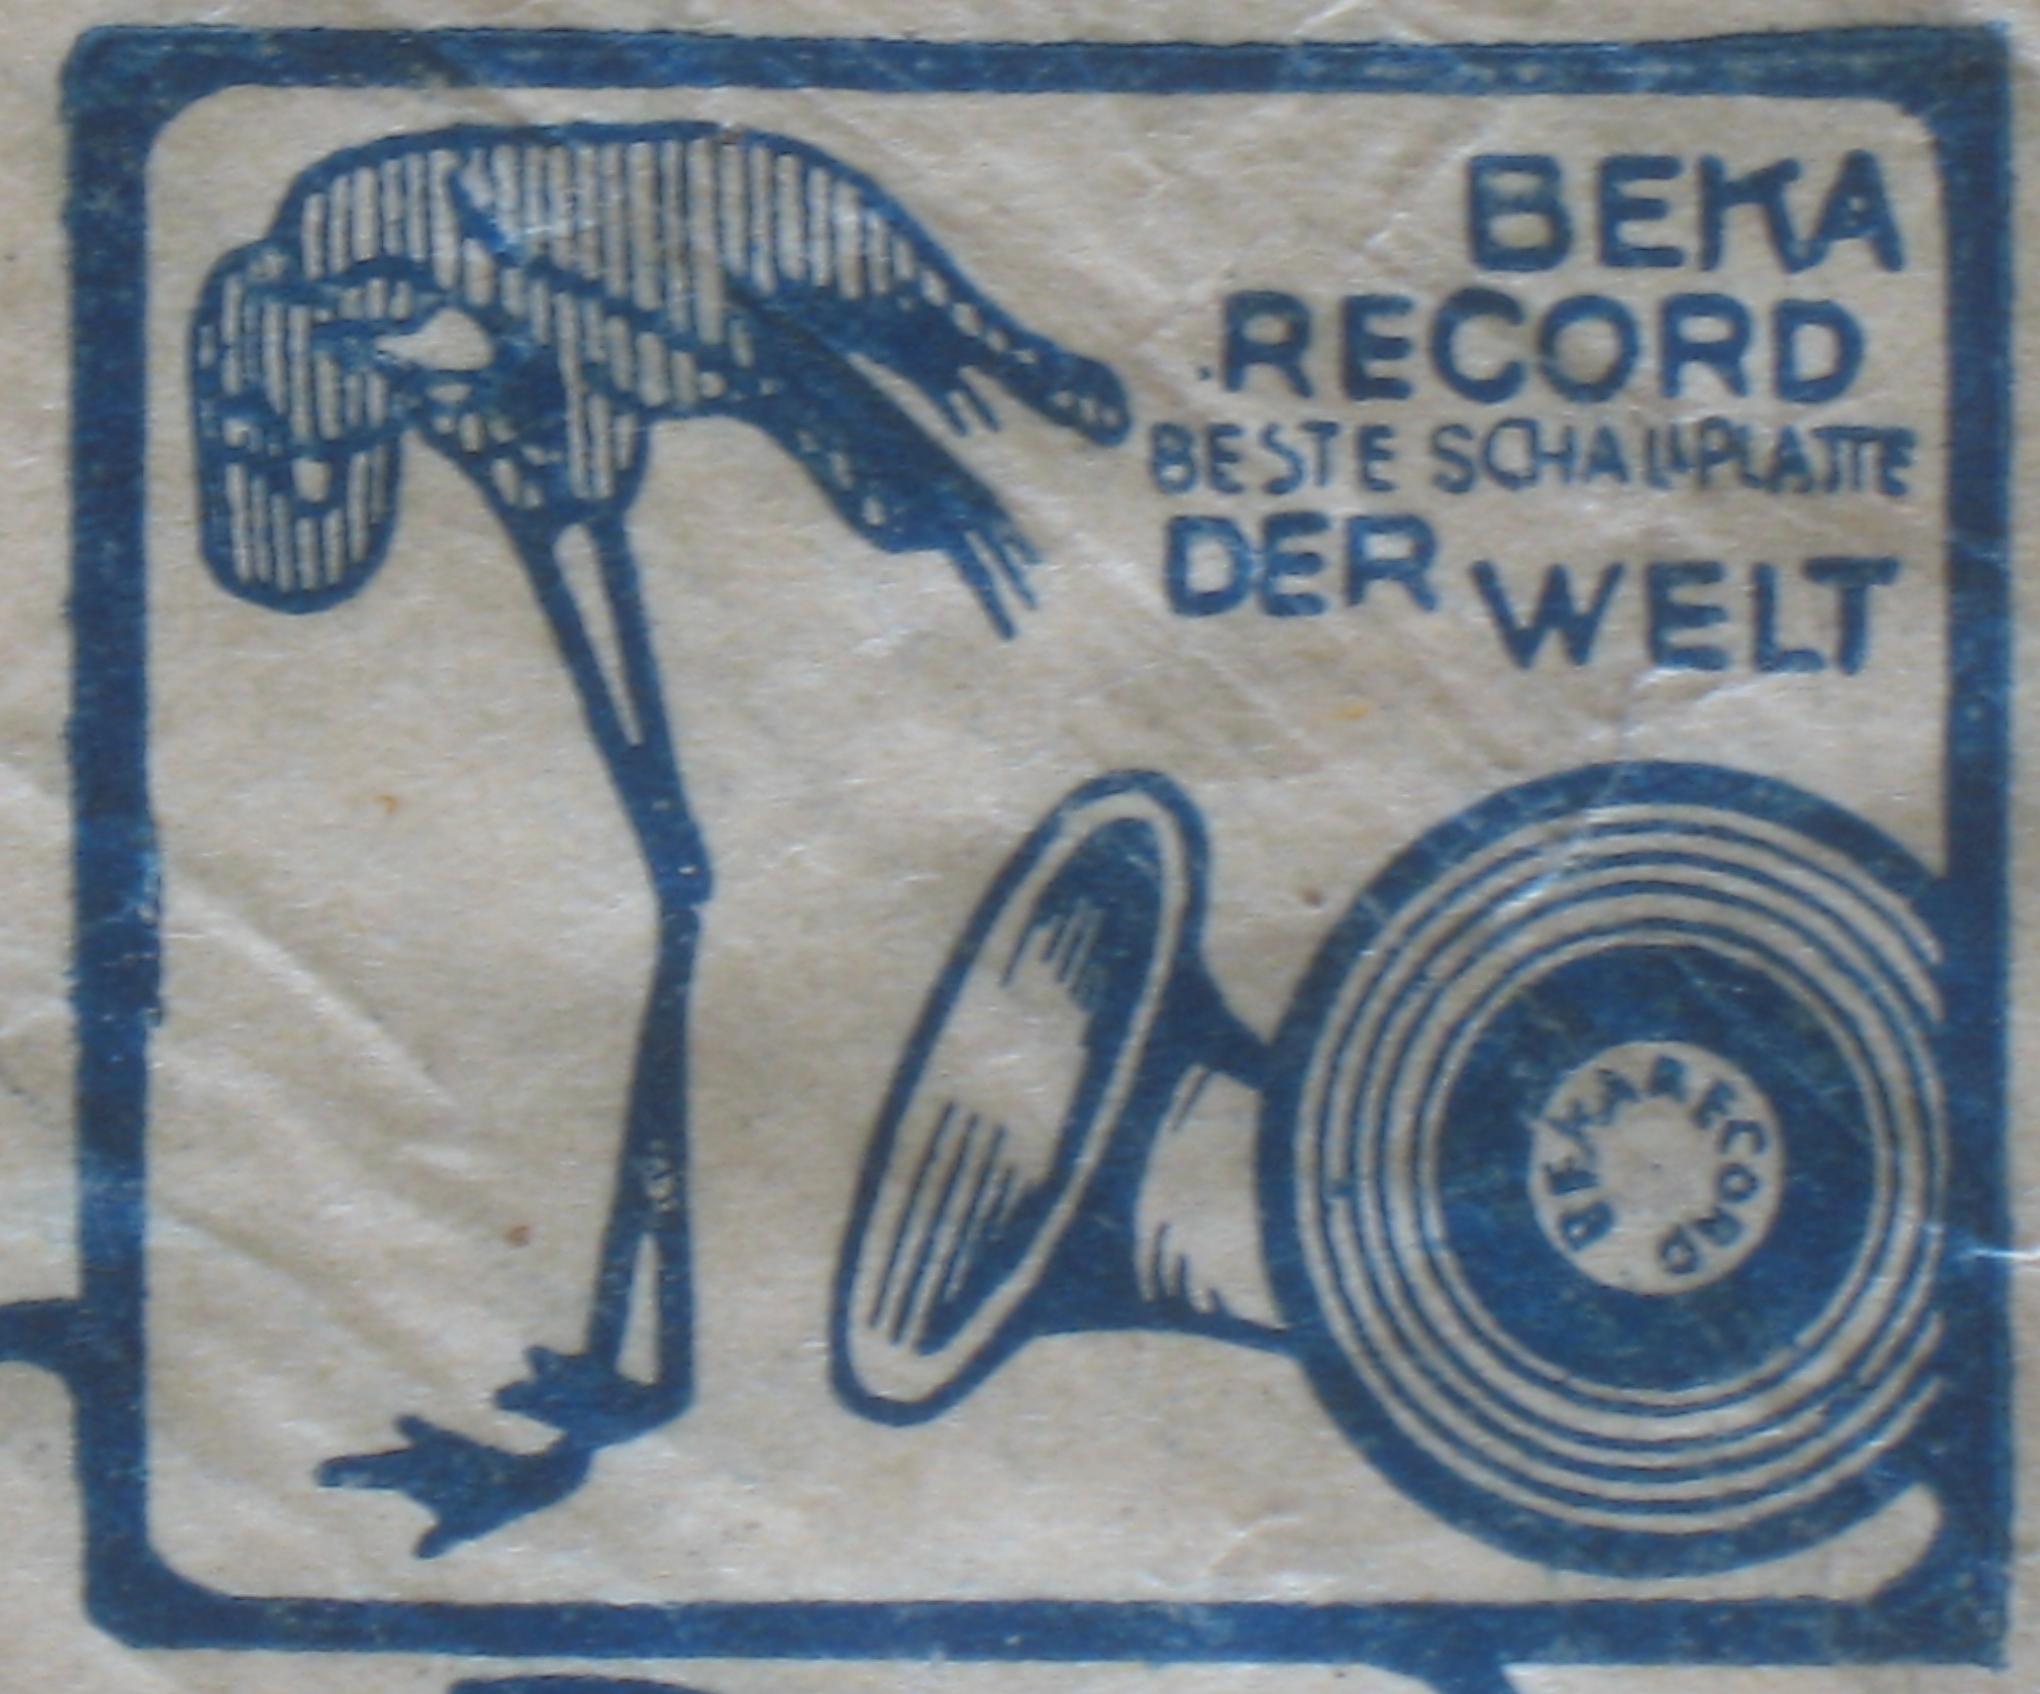 BEKA
RECORD
BESTE SCHALLPLATTE
DER WELT
BEKA RECORD